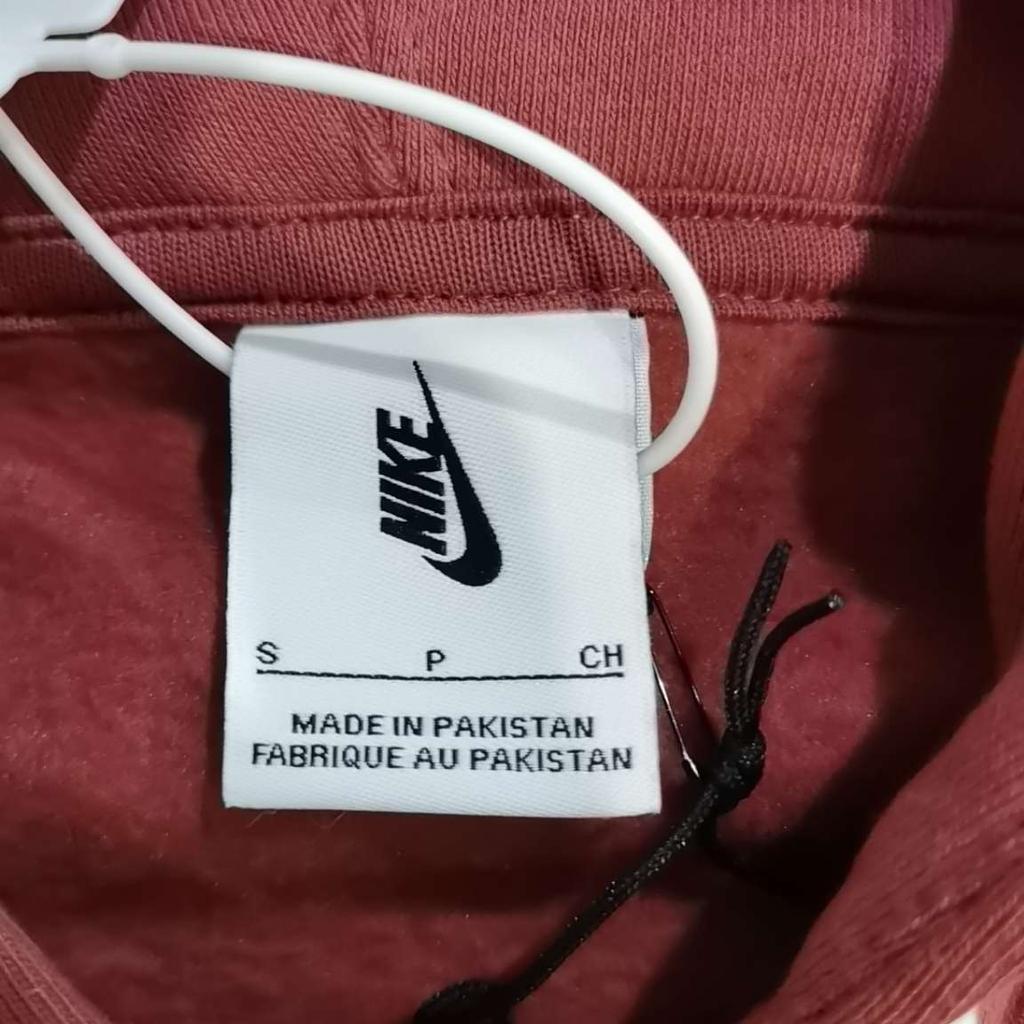 NIKE
S P CH
MADE IN PAKISTAN
FABRIQUE AU PAKISTAN